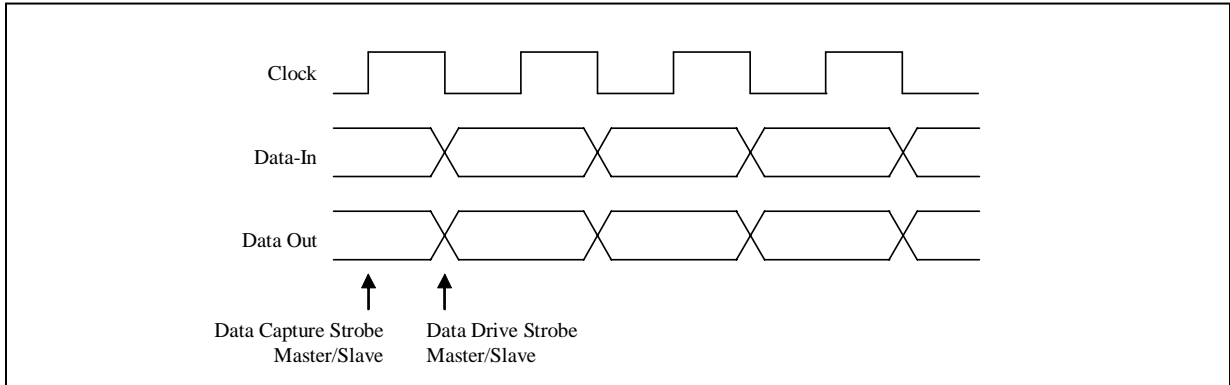 Clock
Data-In
Data Out
Data Capture Strobe
Master/Slave
Data Drive Strobe
Master/Slave